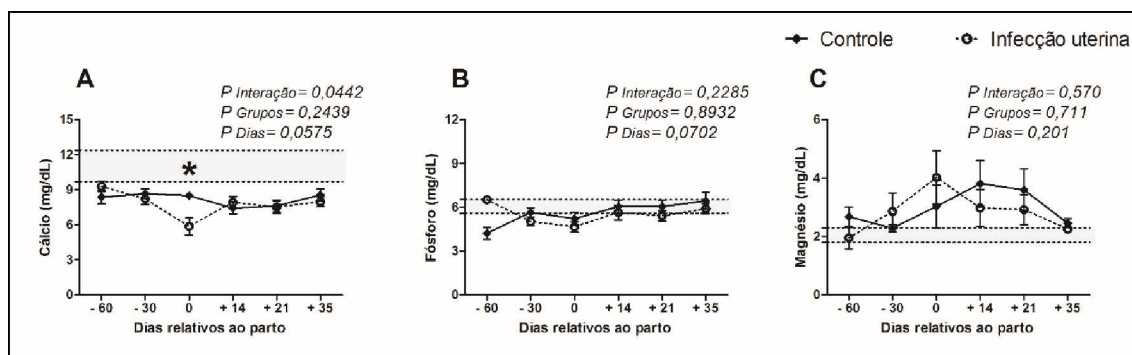 Controle Infecção uterina
A
P Interação= 0,0442
P Grupos= 0,2439
P Dias= 0,0575
15
12
9
6
3
0
Cálcio (mg/dL)
*
- 60 - 30 0 + 14 + 21 + 35
Dias relativos ao parto
B
P Interação= 0,2285
P Grupos= 0,8932
P Dias= 0,0702
12
9
6
3
0
Fósforo (mg/dL)
- 60 - 30 0 + 14 + 21 + 35
Dias relativos ao parto
C
P Interação= 0,570
P Grupos= 0,711
P Dias= 0,201
6
4
2
0
Magnésio (mg/dL)
- 60 - 30 0 + 14 + 21 + 35
Dias relativos ao parto